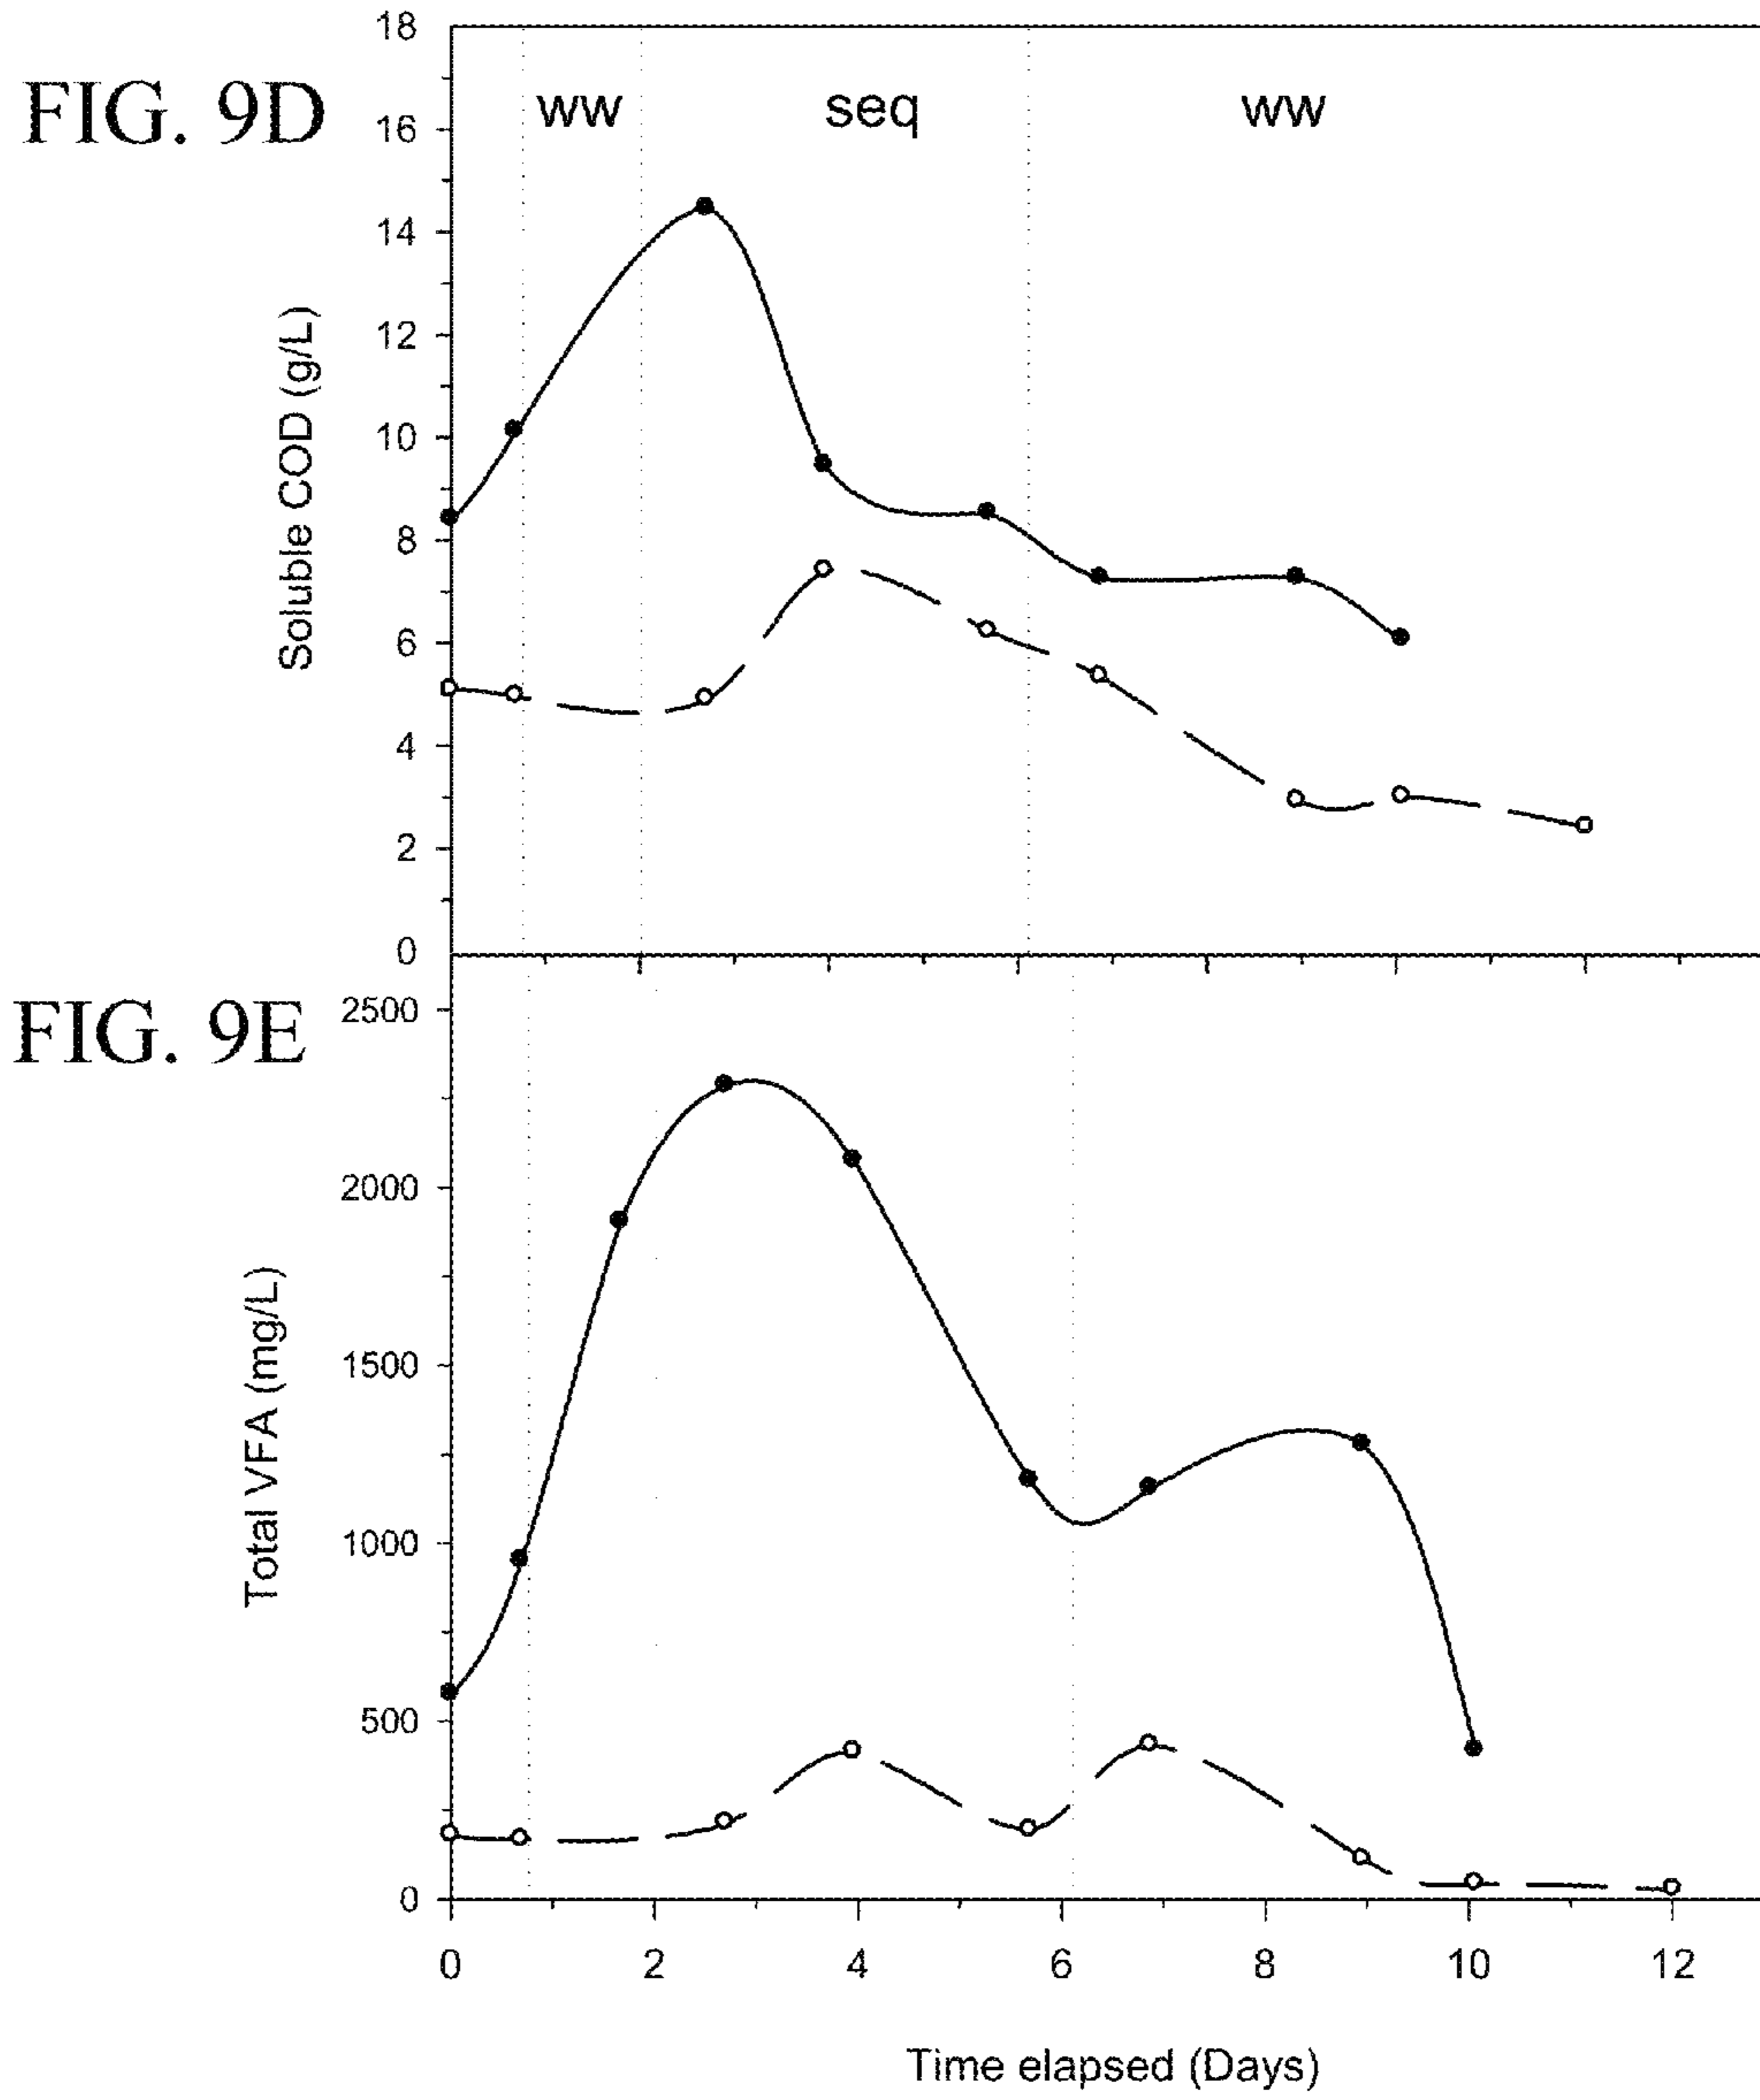 FIG. 9D
ww seq ww
Soluble COD (g/L)
18
16
14
12
10
8
6
4
2
0
FIG. 9E
Total VFA (mg/L)
2500
2000
1500
1000
500
0
0 2 4 6 8 10 12
Time elapsed (Days)